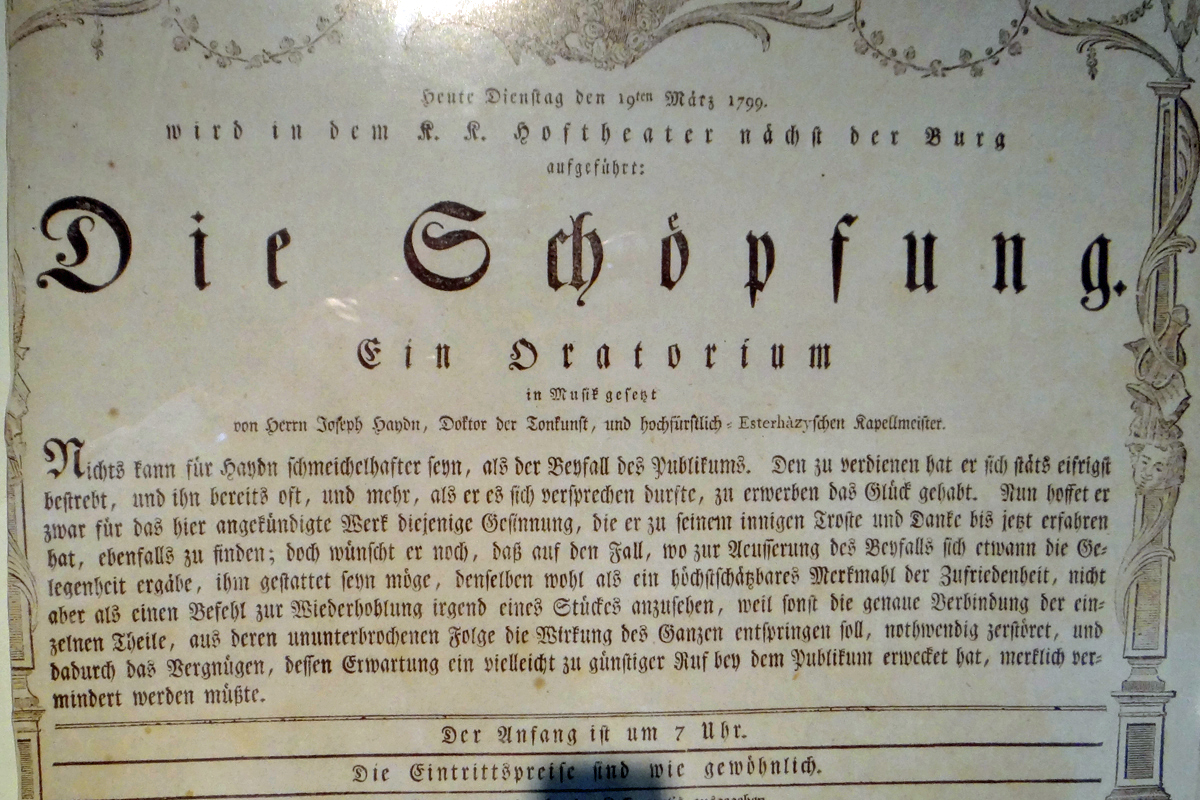 Heute Dienstag den 19ten März 1799.
wird in dem K. K. Hoftheater nächst der Burg
aufgeführt:
Die Schöpfung.
Ein Oratorium
in Musik gesetzt
von Herrn Joseph Haydn, Doktor der Tonkunst, und hochfürstlich-Esterházyschen Kapellmeister.
Nichts kann für Haydn schmeichelhafter seyn, als der Beyfall des Publikums. Den zu verdienen hat er sich stäts eifrigst
bestrebt, und ihn bereits oft, und mehr, als er es sich versprechen durfte, zu erwerben das Glück gehabt. Nun hoffet er
zwar für das hier angekündigte Werk diejenige Gesinnung, die er zu seinem innigen Troste und Danke bis jetzt erfahren
hat, ebenfalls zu finden; doch wünscht er noch, daß auf den Fall, wo zur Aeusserung des Beyfalls sich etwann die Ge-
legenheit ergäbe, ihm gestattet seyn möge, denselben wohl als ein höchstschätzbares Merkmahl der Zufriedenheit, nicht
aber als einen Befehl zur Wiederhohlung irgend eines Stückes anzusehen, weil sonst die genaue Verbindung der ein-
zelnen Theile, aus deren ununterbrochenen Folge die Wirkung des Ganzen entspringen soll, nothwendig zerstöret, und
dadurch das Vergnügen, dessen Erwartung ein vielleicht zu günstiger Ruf bey dem Publikum erwecket hat, merklich ver-
mindert werden müßte.
Der Anfang ist um 7 Uhr.
Die Eintrittspreise sind wie gewöhnlich.